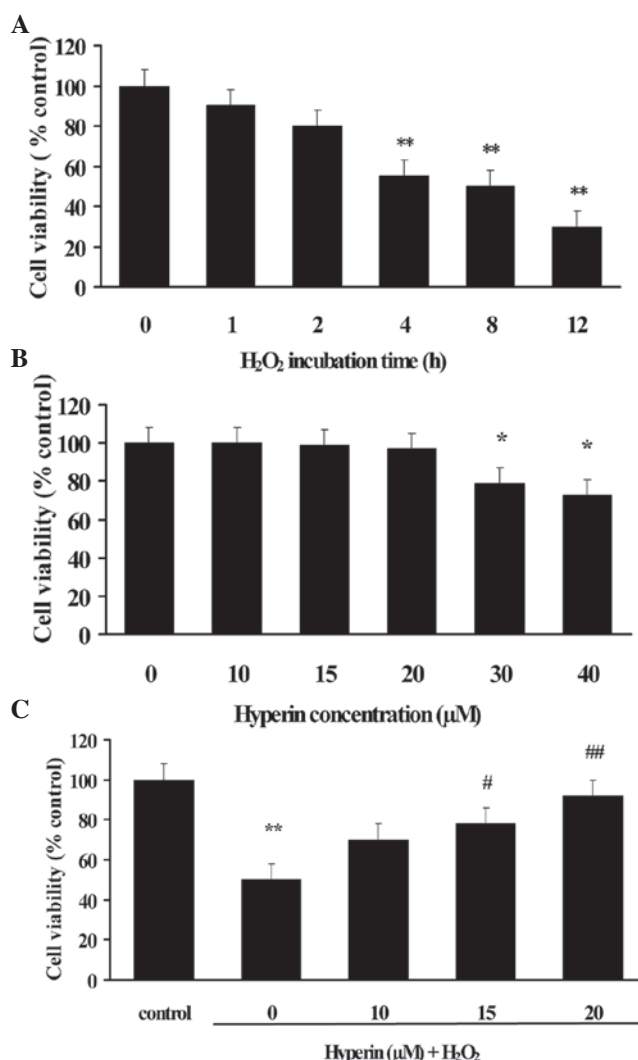 A
120
100
80
60
40
20
0
Cell viability ( % control)
** ** **
0 1 2 4 8 12
H₂O₂ incubation time (h)
B
120
100
80
60
40
20
0
Cell viability (% control)
* *
0 10 15 20 30 40
Hyperin concentration (μM)
C
120
100
80
60
40
20
0
Cell viability (% control)
** # ##
control 0 10 15 20
Hyperin (μM) + H₂O₂